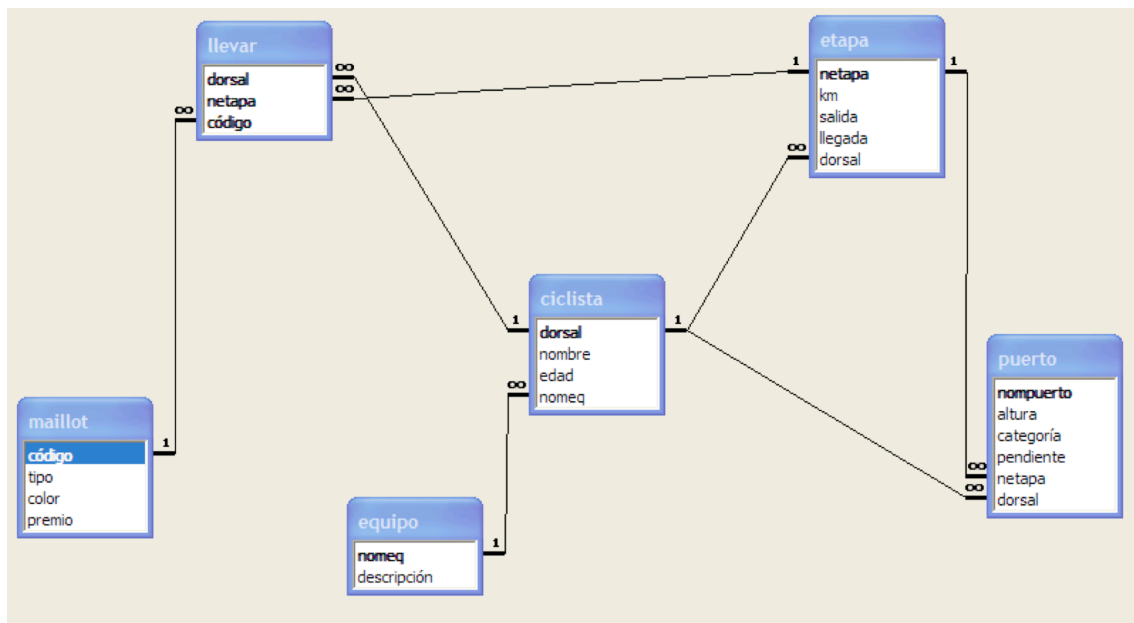 llevar
dorsal
netapa
código
∞
∞
∞
etapa
netapa
km
salida
llegada
dorsal
1
1
∞
ciclista
dorsal
nombre
edad
nomeq
1
1
∞
puerto
nompuerto
altura
categoría
pendiente
netapa
dorsal
∞
∞
maillot
código
tipo
color
premio
1
equipo
nomeq
descripción
1